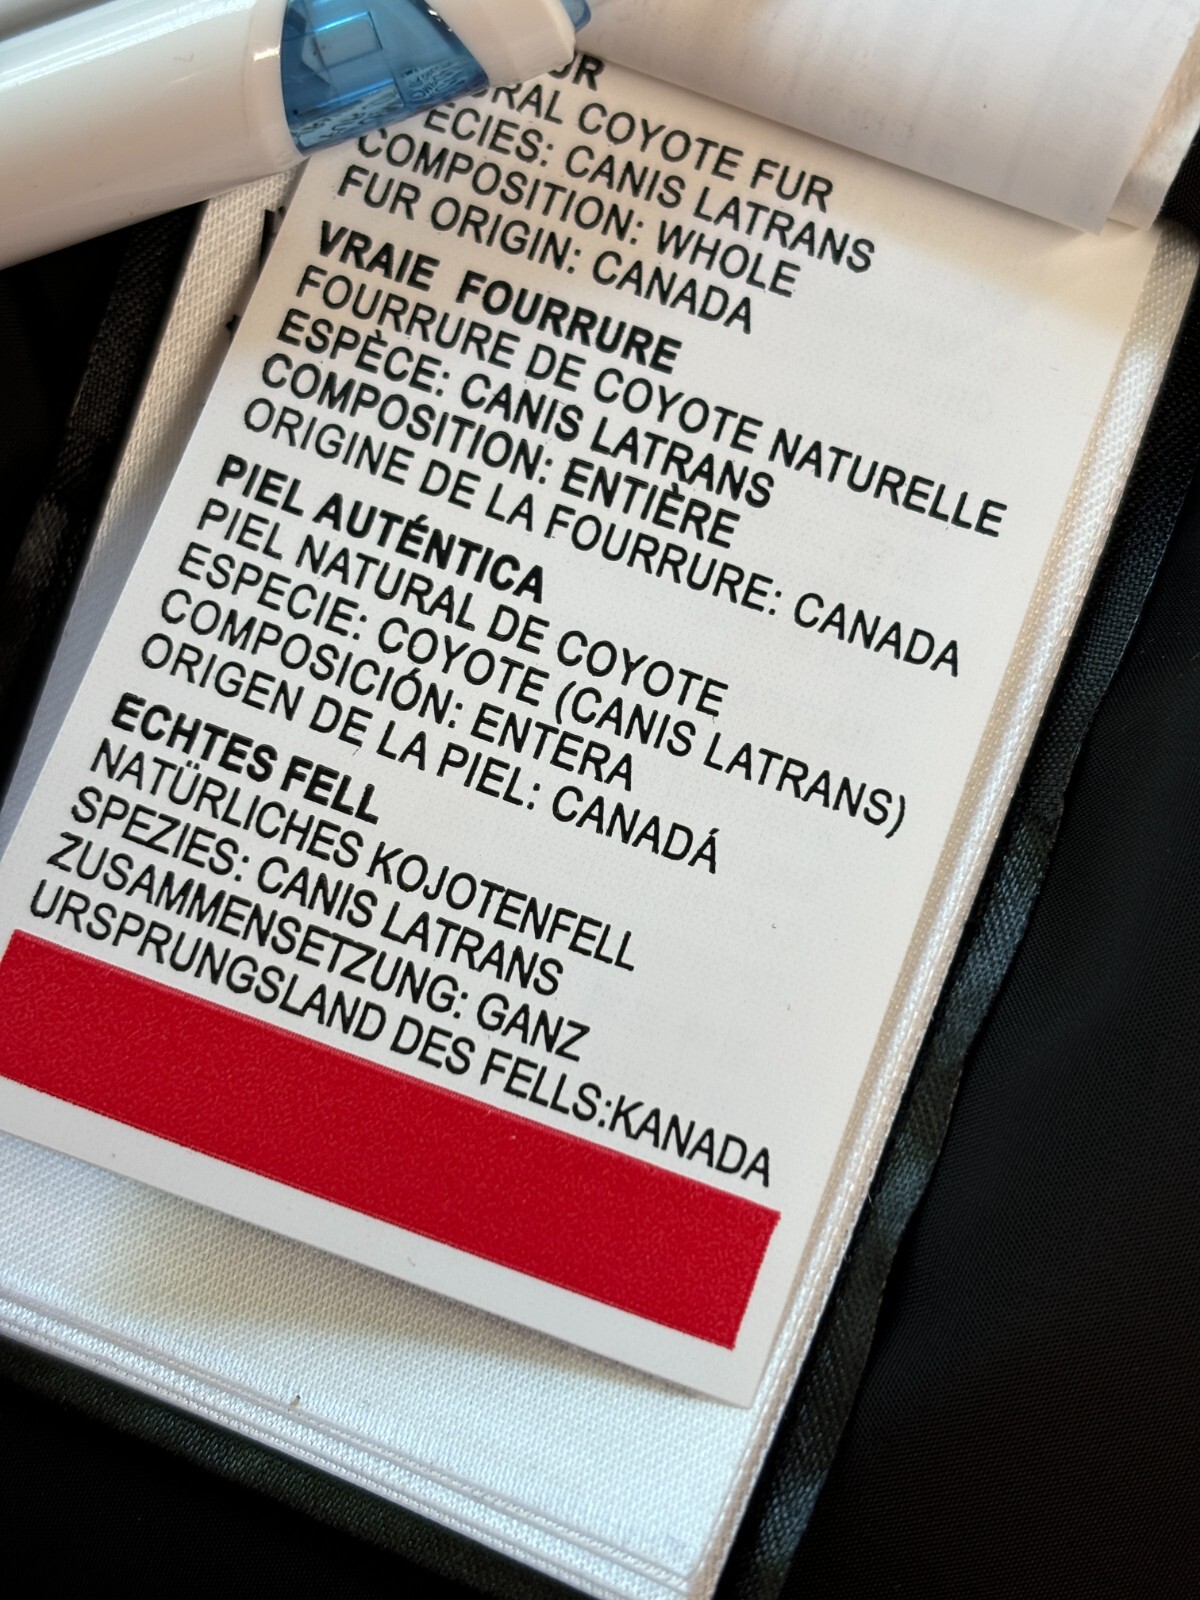 COYOTE FUR
CANIS LATRANS
COMPOSITION: WHOLE
FUR ORIGIN: CANADA
VRAIE FOURRURE
FOURRURE DE COYOTE NATURELLE
ESPÈCE: CANIS LATRANS
COMPOSITION: ENTIÈRE
ORIGINE DE LA FOURRURE: CANADA
PIEL AUTÉNTICA
PIEL NATURAL DE COYOTE
ESPECIE: COYOTE (CANIS LATRANS)
COMPOSICIÓN: ENTERA
ORIGEN DE LA PIEL: CANADÁ
ECHTES FELL
NATÜRLICHES KOJOTENFELL
SPEZIES: CANIS LATRANS
ZUSAMMENSETZUNG: GANZ
URSPRUNGSLAND DES FELLS:KANADA